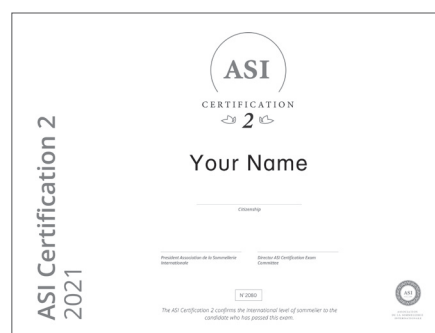 ASI Certification 2
2021
ASI
CERTIFICATION
2
Your Name
Citizenship
President Association de la Sommellerie
Internationale
Director ASI Certification Exam
Committee
N°2080
The ASI Certification 2 confirms the international level of sommelier to the
candidate who has passed this exam.
ASI